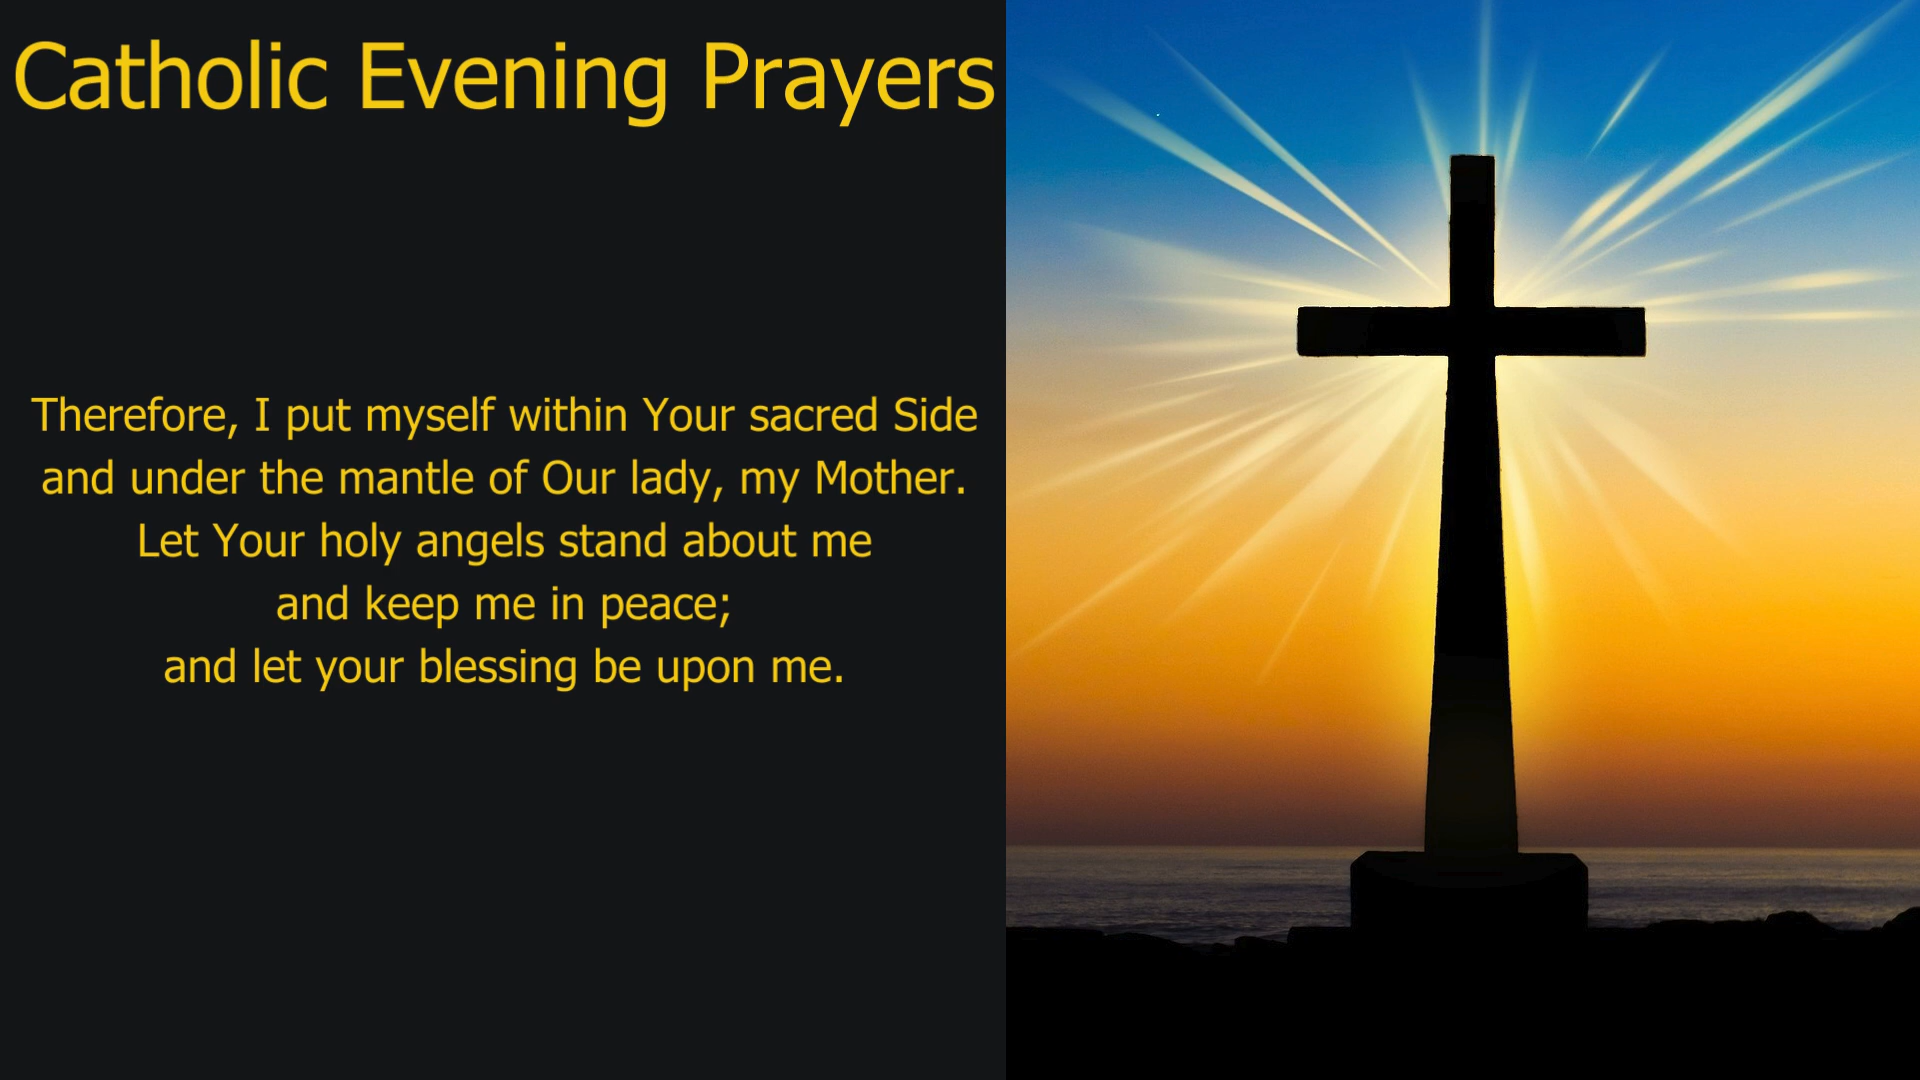 Catholic Evening Prayers
Therefore, I put myself within Your sacred Side
and under the mantle of Our lady, my Mother.
Let Your holy angels stand about me
and keep me in peace;
and let your blessing be upon me.